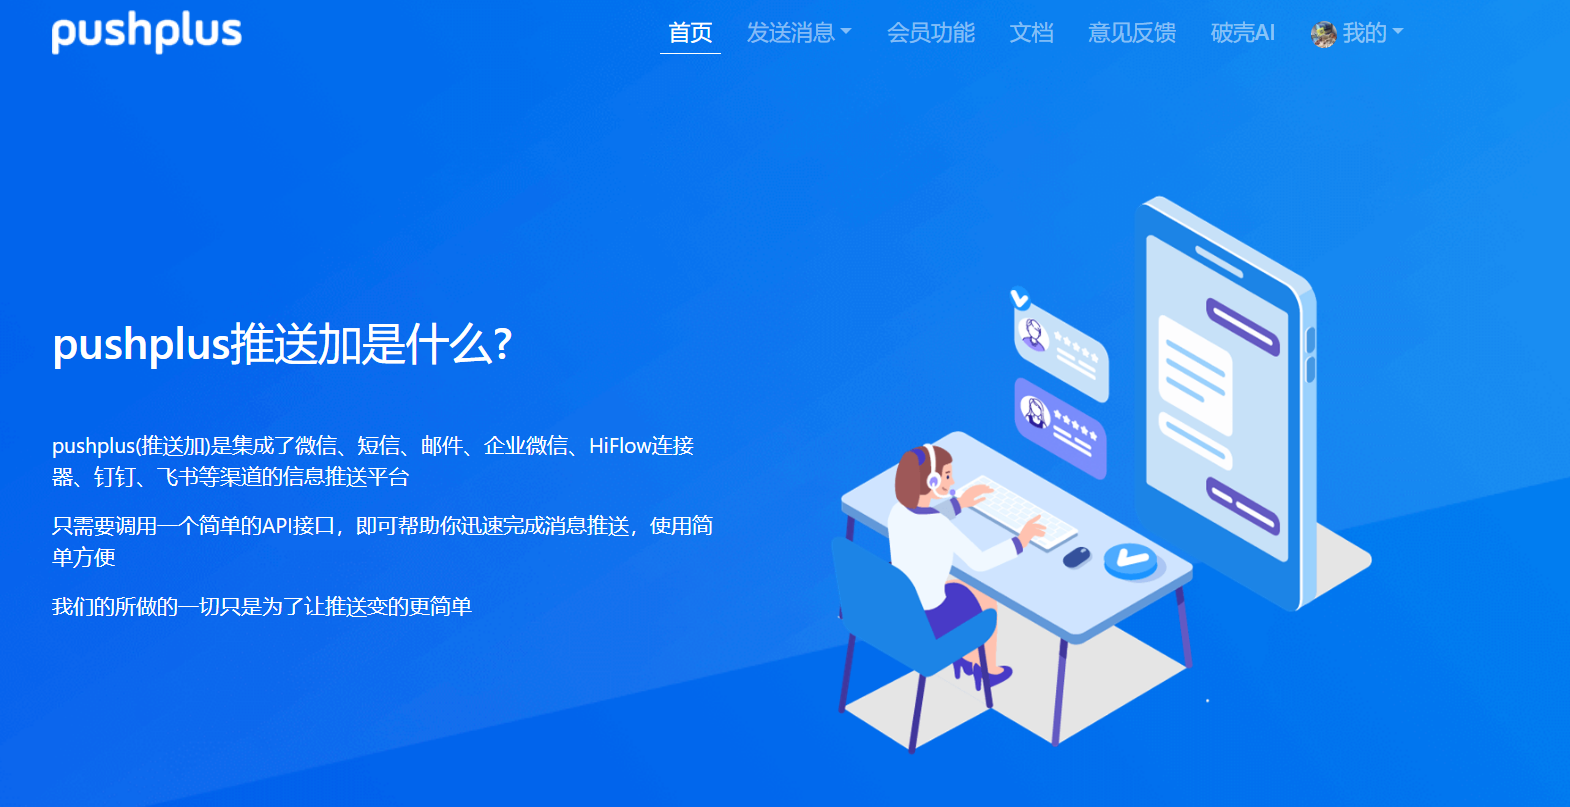 pushplus
首页 发送消息 会员功能 文档 意见反馈 破壳AI 我的
pushplus推送加是什么?
pushplus(推送加)是集成了微信、短信、邮件、企业微信、HiFlow连接
器、钉钉、飞书等渠道的信息推送平台
只需要调用一个简单的API接口，即可帮助你迅速完成消息推送，使用简
单方便
我们的所做的一切只是为了让推送变的更简单